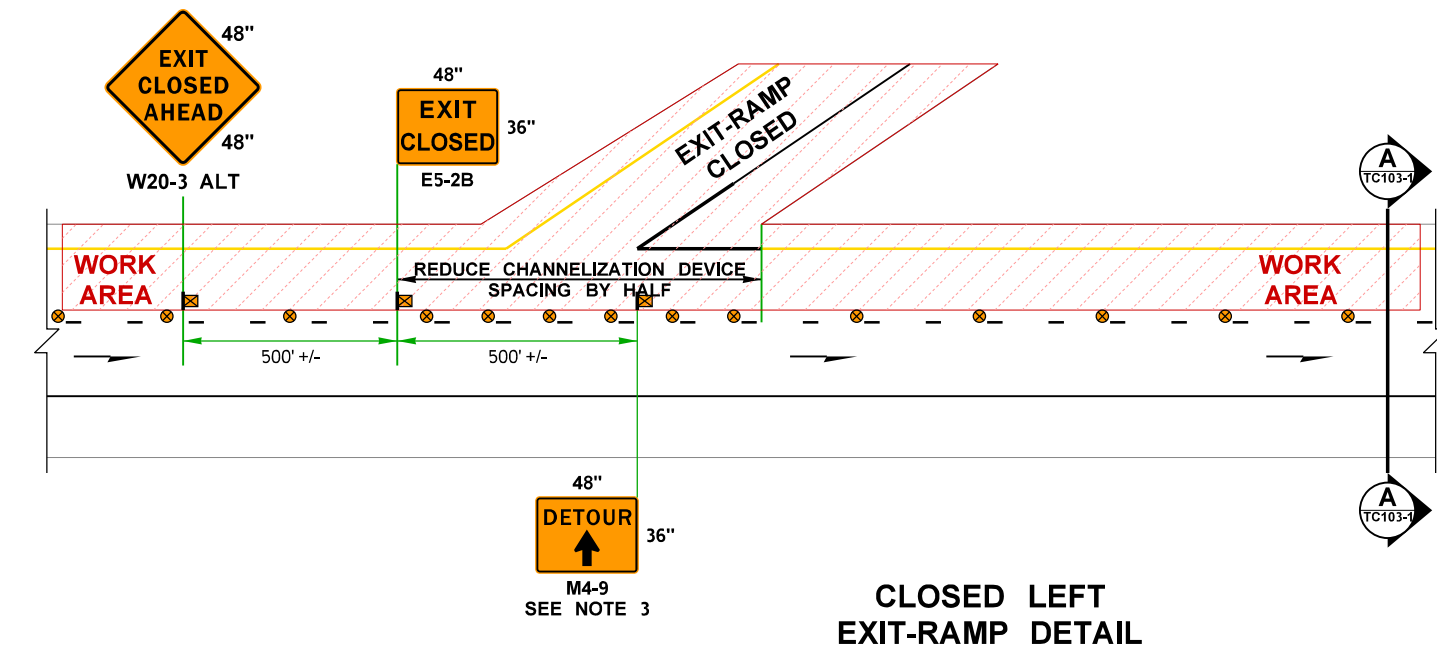 EXIT
CLOSED
AHEAD
48"
48"
W20-3 ALT
48"
EXIT
CLOSED
36"
E5-2B
EXIT-RAMP
CLOSED
A
TC103-1
WORK
AREA
REDUCE CHANNELIZATION DEVICE
SPACING BY HALF
WORK
AREA
500' +/-
500' +/-
48"
DETOUR
36"
M4-9
SEE NOTE 3
A
TC103-1
CLOSED LEFT
EXIT-RAMP DETAIL